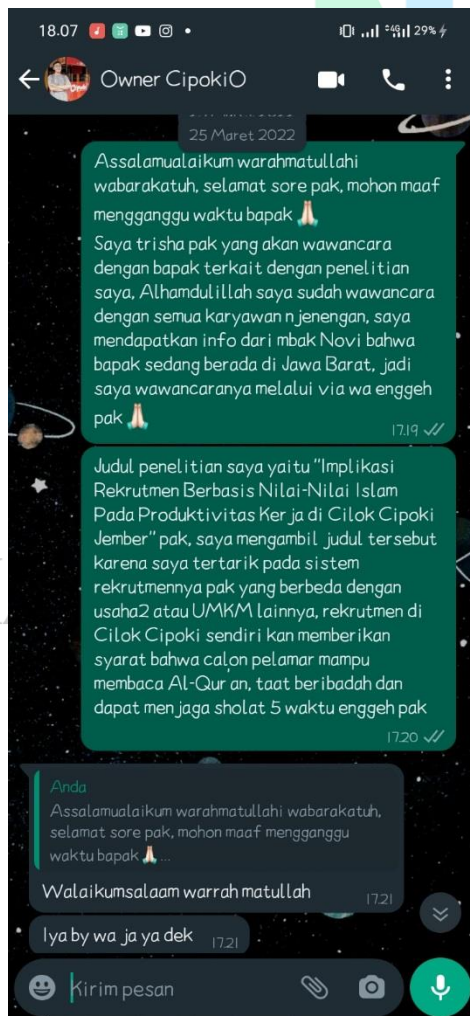 18.07
29%
Owner CipokiO
25 Maret 2022
Assalamualaikum warahmatullahi
wabarakatuh, selamat sore pak, mohon maaf
mengganggu waktu bapak 🙏🏻
Saya trisha pak yang akan wawancara
dengan bapak terkait dengan penelitian
saya, Alhamdulillah saya sudah wawancara
dengan semua karyawan njenengan, saya
mendapatkan info dari mbak Novi bahwa
bapak sedang berada di Jawa Barat, jadi
saya wawancaranya melalui via wa enggeh
pak 🙏🏻
17.19
Judul penelitian saya yaitu "Implikasi
Rekrutmen Berbasis Nilai-Nilai Islam
Pada Produktivitas Kerja di Cilok Cipoki
Jember" pak, saya mengambil judul tersebut
karena saya tertarik pada sistem
rekrutmennya pak yang berbeda dengan
usaha2 atau UMKM lainnya, rekrutmen di
Cilok Cipoki sendiri kan memberikan
syarat bahwa calon pelamar mampu
membaca Al-Qur'an, taat beribadah dan
dapat menjaga sholat 5 waktu enggeh pak
17.20
Anda
Assalamualaikum warahmatullahi wabarakatuh,
selamat sore pak, mohon maaf mengganggu
waktu bapak 🙏🏻...
Walaikumsalaam warrahmatullah
17.21
Iya by wa ja ya dek
17.21
Kirim pesan